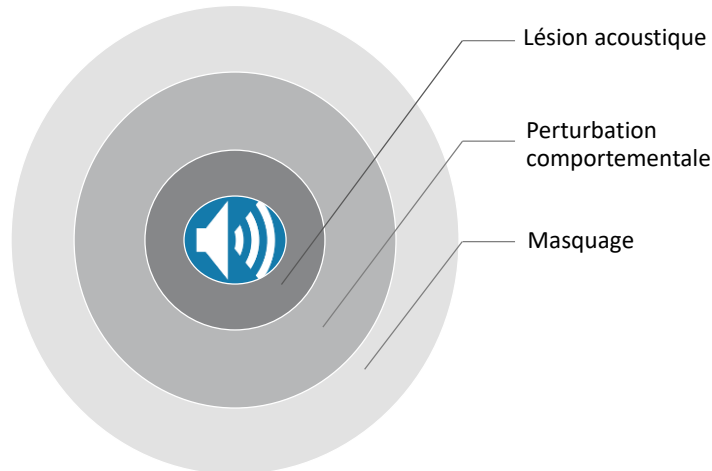 Lésion acoustique
Perturbation
comportementale
Masquage